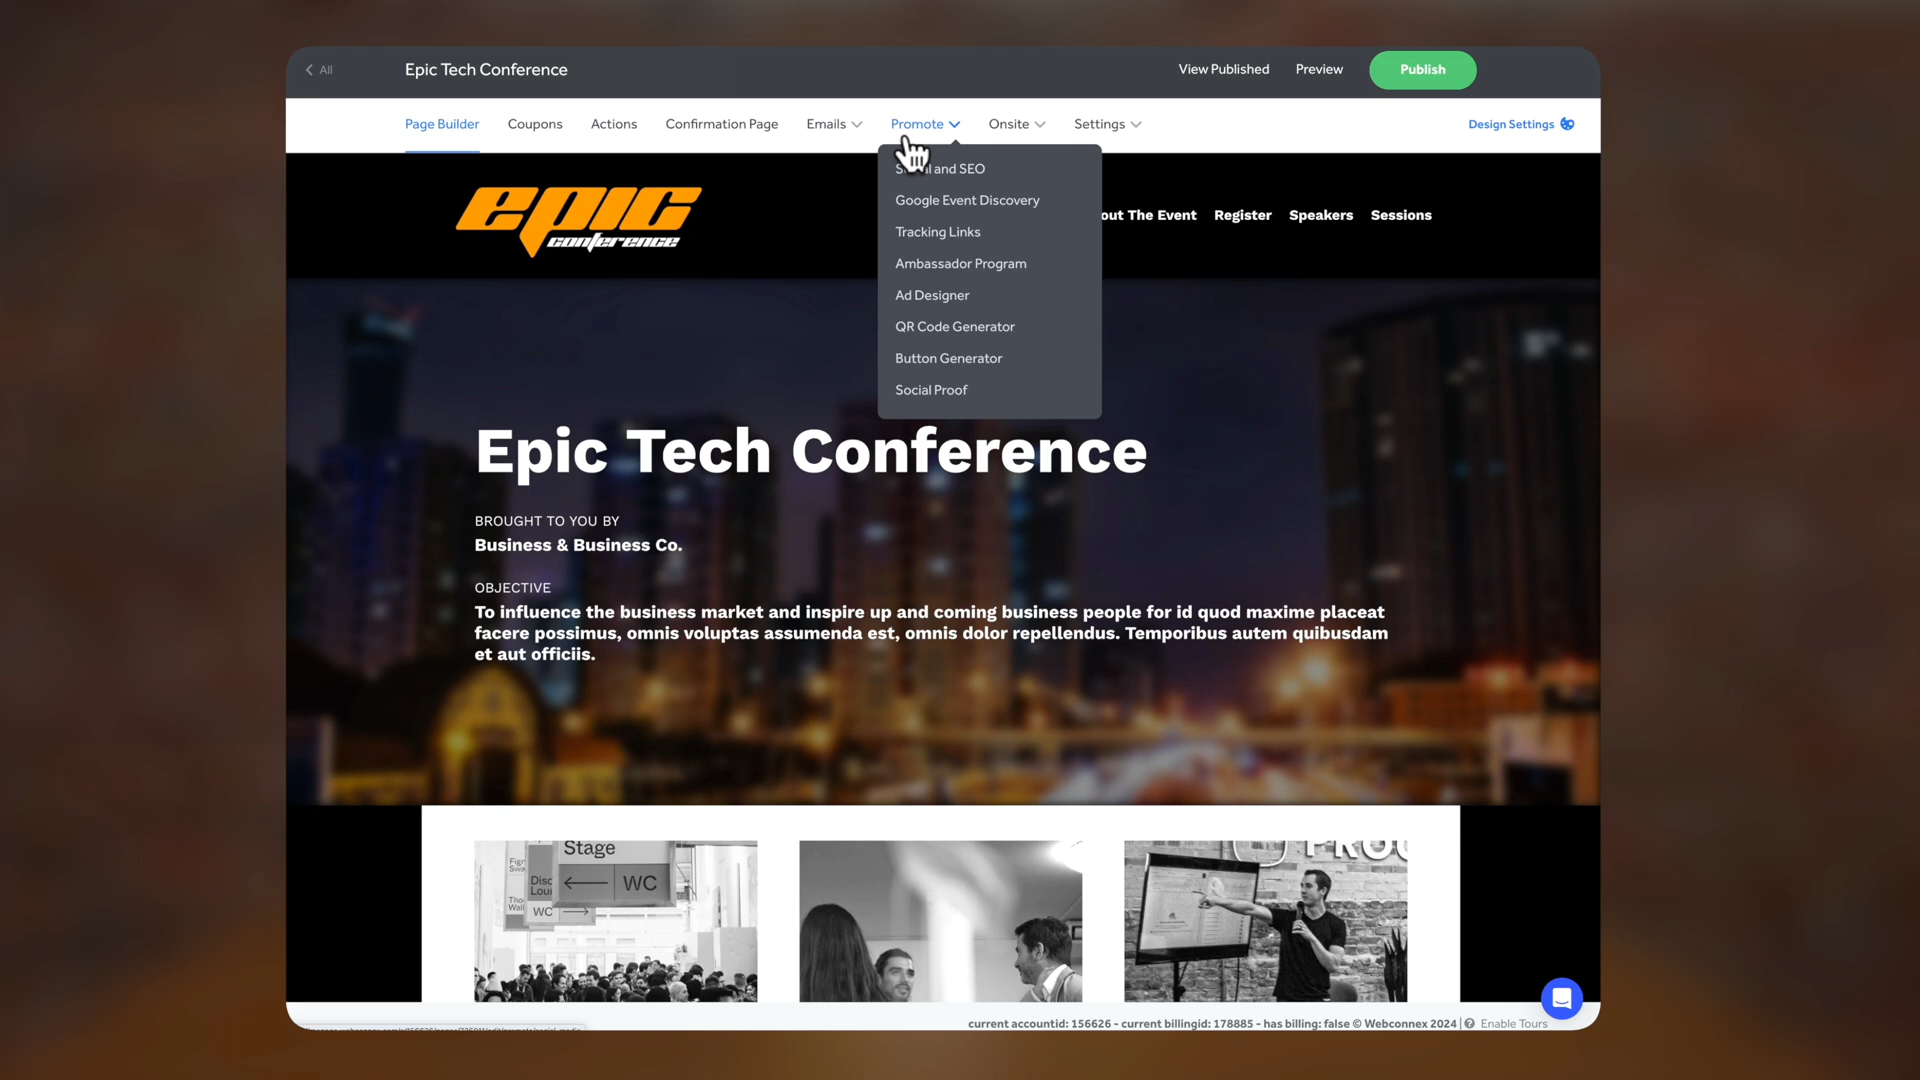 All
Epic Tech Conference
View Published
Preview
Publish
Page Builder
Coupons
Actions
Confirmation Page
Emails
Promote
Onsite
Settings
Design Settings
and SEO
Google Event Discovery
Tracking Links
Ambassador Program
Ad Designer
QR Code Generator
Button Generator
Social Proof
epic
conference
out The Event
Register
Speakers
Sessions
Epic Tech Conference
BROUGHT TO YOU BY
Business & Business Co.
OBJECTIVE
To influence the business market and inspire up and coming business people for id quod maxime placeat
facere possimus, omnis voluptas assumenda est, omnis dolor repellendus. Temporibus autem quibusdam
et aut officiis.
Stage
WC
WC
current accountid: 156626 - current billingid: 178885 - has billing: false © Webconnex 2024 | Enable Tours